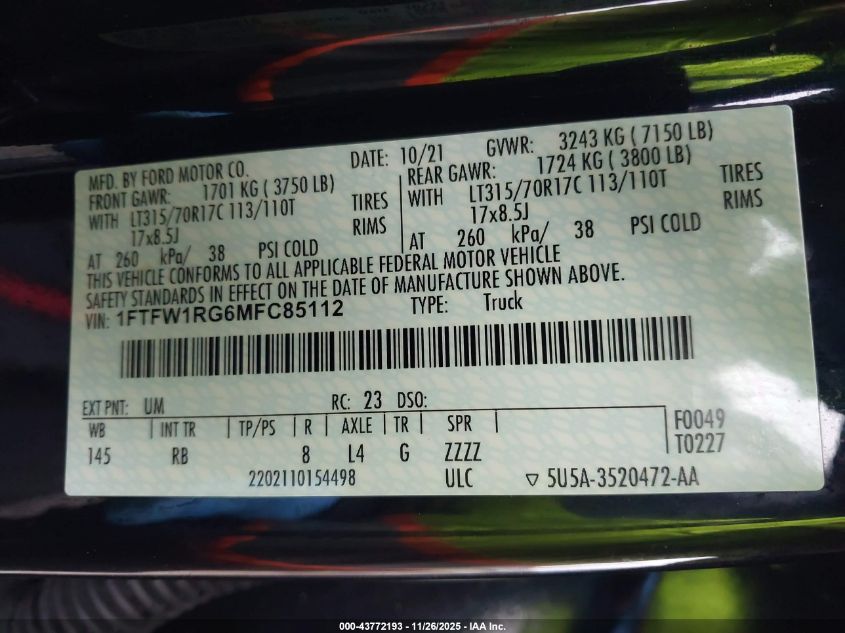 MFD. BY FORD MOTOR CO. DATE: 10/21 GVWR: 3243 KG ( 7150 LB)
FRONT GAWR: 1701 KG ( 3750 LB) REAR GAWR: 1724 KG ( 3800 LB)
WITH LT315/70R17C 113/110T TIRES WITH LT315/70R17C 113/110T TIRES
17x8.5J RIMS 17x8.5J RIMS
AT 260 kPa/ 38 PSI COLD AT 260 kPa/ 38 PSI COLD
THIS VEHICLE CONFORMS TO ALL APPLICABLE FEDERAL MOTOR VEHICLE
SAFETY STANDARDS IN EFFECT ON THE DATE OF MANUFACTURE SHOWN ABOVE.
VIN: 1FTFW1RG6MFC85112 TYPE: Truck
EXT PNT: UM RC: 23 DSO:
WB INT TR TP/PS R AXLE TR SPR F0049
145 RB 8 L4 G ZZZZ T0227
2202110154498 ULC ▽ 5U5A-3520472-AA
000-43772193 - 11/26/2025 - IAA Inc.